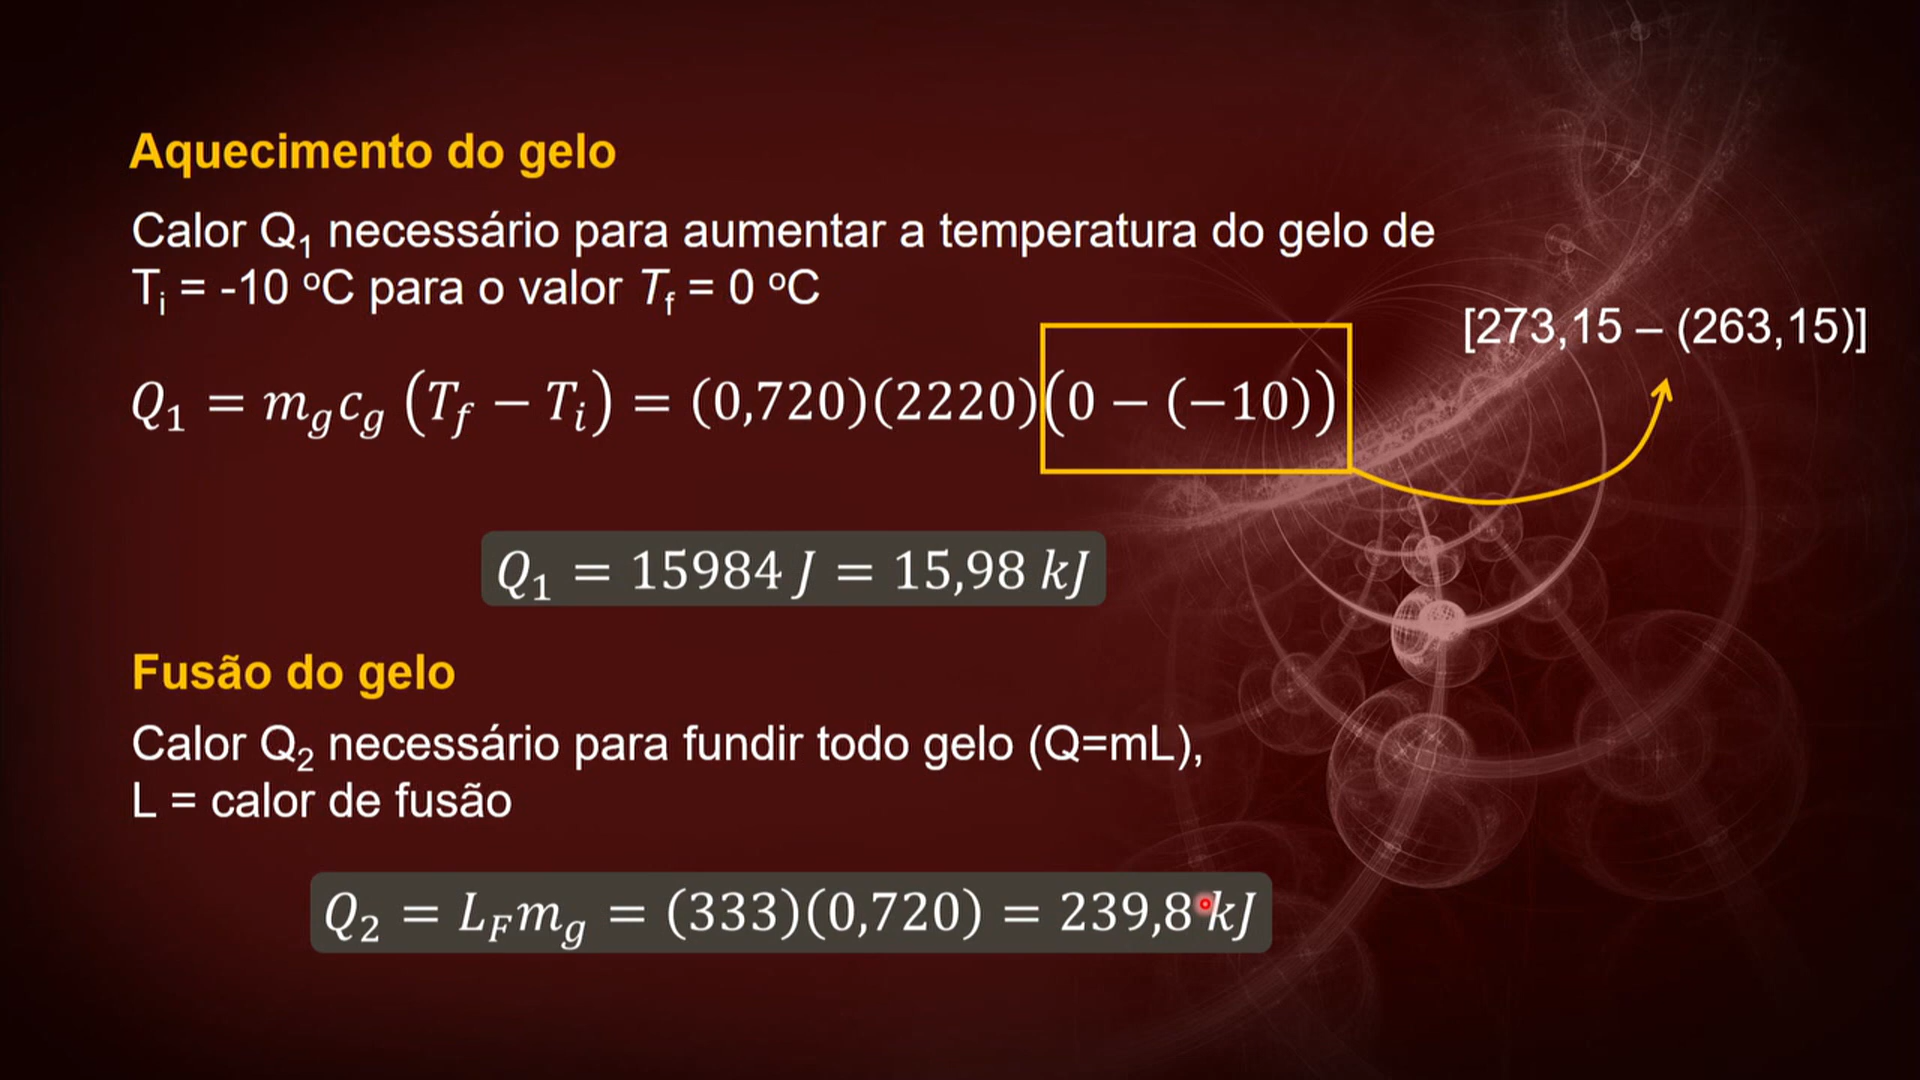 Aquecimento do gelo
Calor Q₁ necessário para aumentar a temperatura do gelo de
Tᵢ = -10 ºC para o valor T_f = 0 ºC
[273,15 – (263,15)]
Q₁ = m_g c_g (T_f − T_i) = (0,720)(2220)(0 − (−10))
Q₁ = 15984 J = 15,98 kJ
Fusão do gelo
Calor Q₂ necessário para fundir todo gelo (Q=mL),
L = calor de fusão
Q₂ = L_F m_g = (333)(0,720) = 239,8 kJ